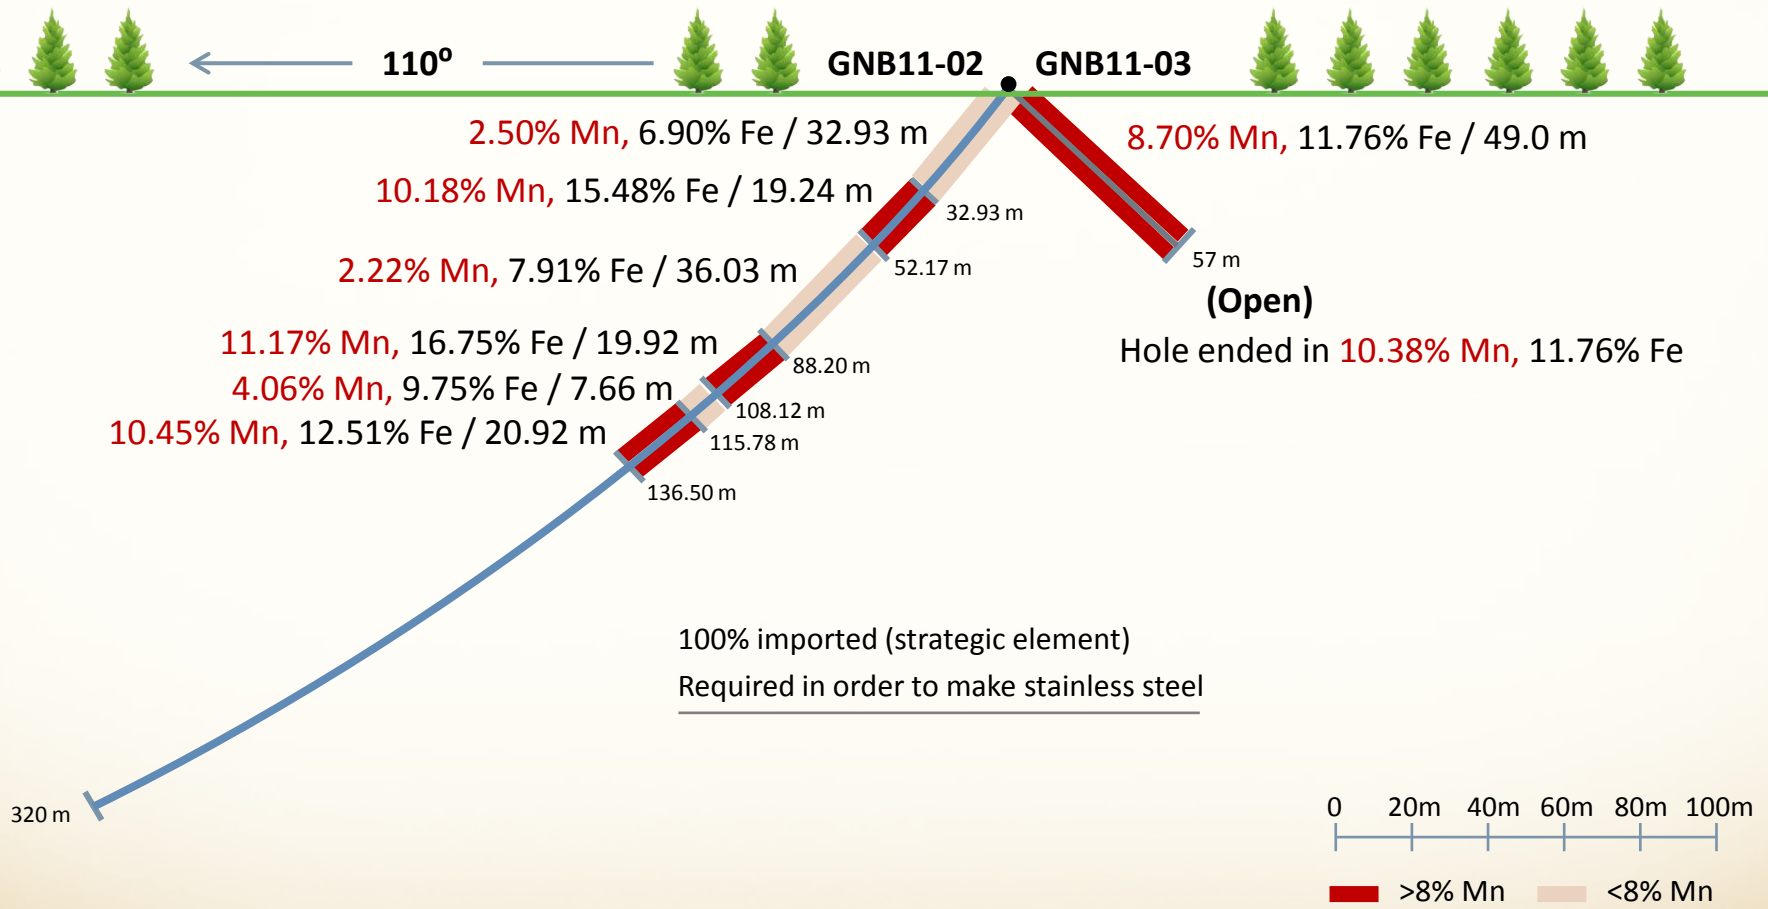 110⁰
GNB11-02
GNB11-03
2.50% Mn, 6.90% Fe / 32.93 m
8.70% Mn, 11.76% Fe / 49.0 m
10.18% Mn, 15.48% Fe / 19.24 m
32.93 m
52.17 m
57 m
2.22% Mn, 7.91% Fe / 36.03 m
(Open)
11.17% Mn, 16.75% Fe / 19.92 m
Hole ended in 10.38% Mn, 11.76% Fe
88.20 m
4.06% Mn, 9.75% Fe / 7.66 m
108.12 m
10.45% Mn, 12.51% Fe / 20.92 m
115.78 m
136.50 m
100% imported (strategic element)
Required in order to make stainless steel
320 m
0 20m 40m 60m 80m 100m
>8% Mn <8% Mn